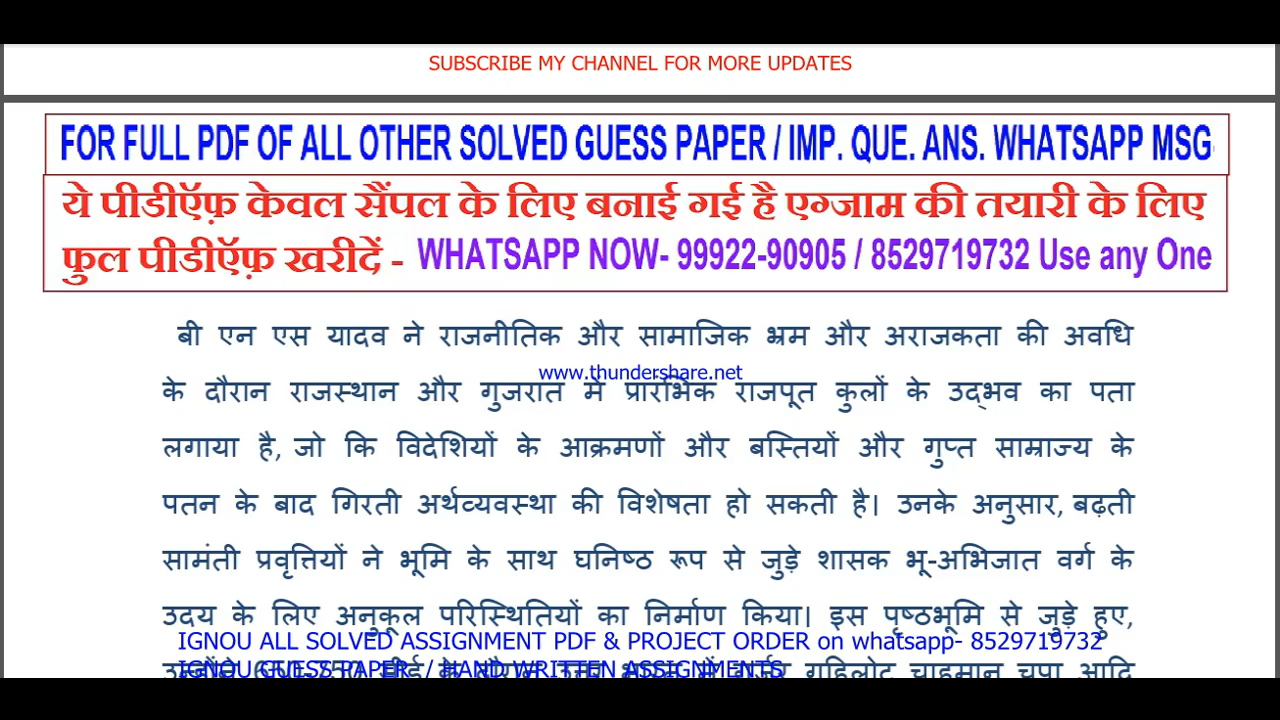 SUBSCRIBE MY CHANNEL FOR MORE UPDATES
FOR FULL PDF OF ALL OTHER SOLVED GUESS PAPER / IMP. QUE. ANS. WHATSAPP MSG
ये पीडीऍफ़ केवल सैंपल के लिए बनाई गई है एग्जाम की तयारी के लिए
फुल पीडीऍफ़ खरीदें - WHATSAPP NOW- 99922-90905 / 8529719732 Use any One
बी एन एस यादव ने राजनीतिक और सामाजिक भ्रम और अराजकता की अवधि
www.thundershare.net
के दौरान राजस्थान और गुजरात में प्रारंभिक राजपूत कुलों के उद्भव का पता
लगाया है, जो कि विदेशियों के आक्रमणों और बस्तियों और गुप्त साम्राज्य के
पतन के बाद गिरती अर्थव्यवस्था की विशेषता हो सकती है। उनके अनुसार, बढ़ती
सामंती प्रवृत्तियों ने भूमि के साथ घनिष्ठ रूप से जुड़े शासक भू-अभिजात वर्ग के
उदय के लिए अनुकूल परिस्थितियों का निर्माण किया। इस पृष्ठभूमि से जुड़े हुए,
IGNOU ALL SOLVED ASSIGNMENT PDF & PROJECT ORDER on whatsapp- 8529719732
IGNOU GUESS PAPER / HAND WRITTEN ASSIGNMENTS